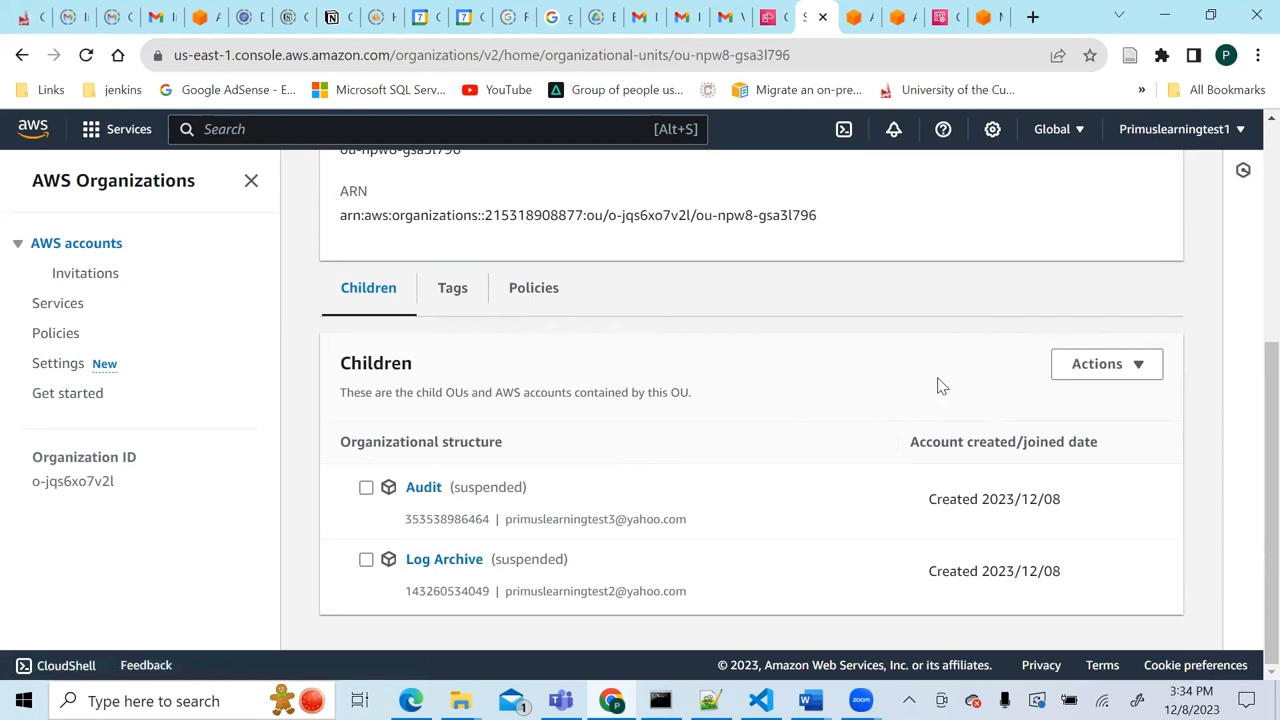 us-east-1.console.aws.amazon.com/organizations/v2/home/organizational-units/ou-npw8-gsa3l796
Links
jenkins
Google AdSense - E...
Microsoft SQL Serv...
YouTube
Group of people us...
Migrate an on-pre...
University of the Cu...
»
All Bookmarks
aws
Services
Search
[Alt+S]
Global
Primuslearningtest1
AWS Organizations
AWS accounts
Invitations
Services
Policies
Settings New
Get started
Organization ID
o-jqs6xo7v2l
ou-npw8-gsa3l796
ARN
arn:aws:organizations::215318908877:ou/o-jqs6xo7v2l/ou-npw8-gsa3l796
Children
Tags
Policies
Children
Actions
These are the child OUs and AWS accounts contained by this OU.
Organizational structure
Account created/joined date
Audit (suspended)
Created 2023/12/08
353538986464 | primuslearningtest3@yahoo.com
Log Archive (suspended)
Created 2023/12/08
143260534049 | primuslearningtest2@yahoo.com
CloudShell
Feedback
© 2023, Amazon Web Services, Inc. or its affiliates.
Privacy
Terms
Cookie preferences
Type here to search
3:34 PM
12/8/2023